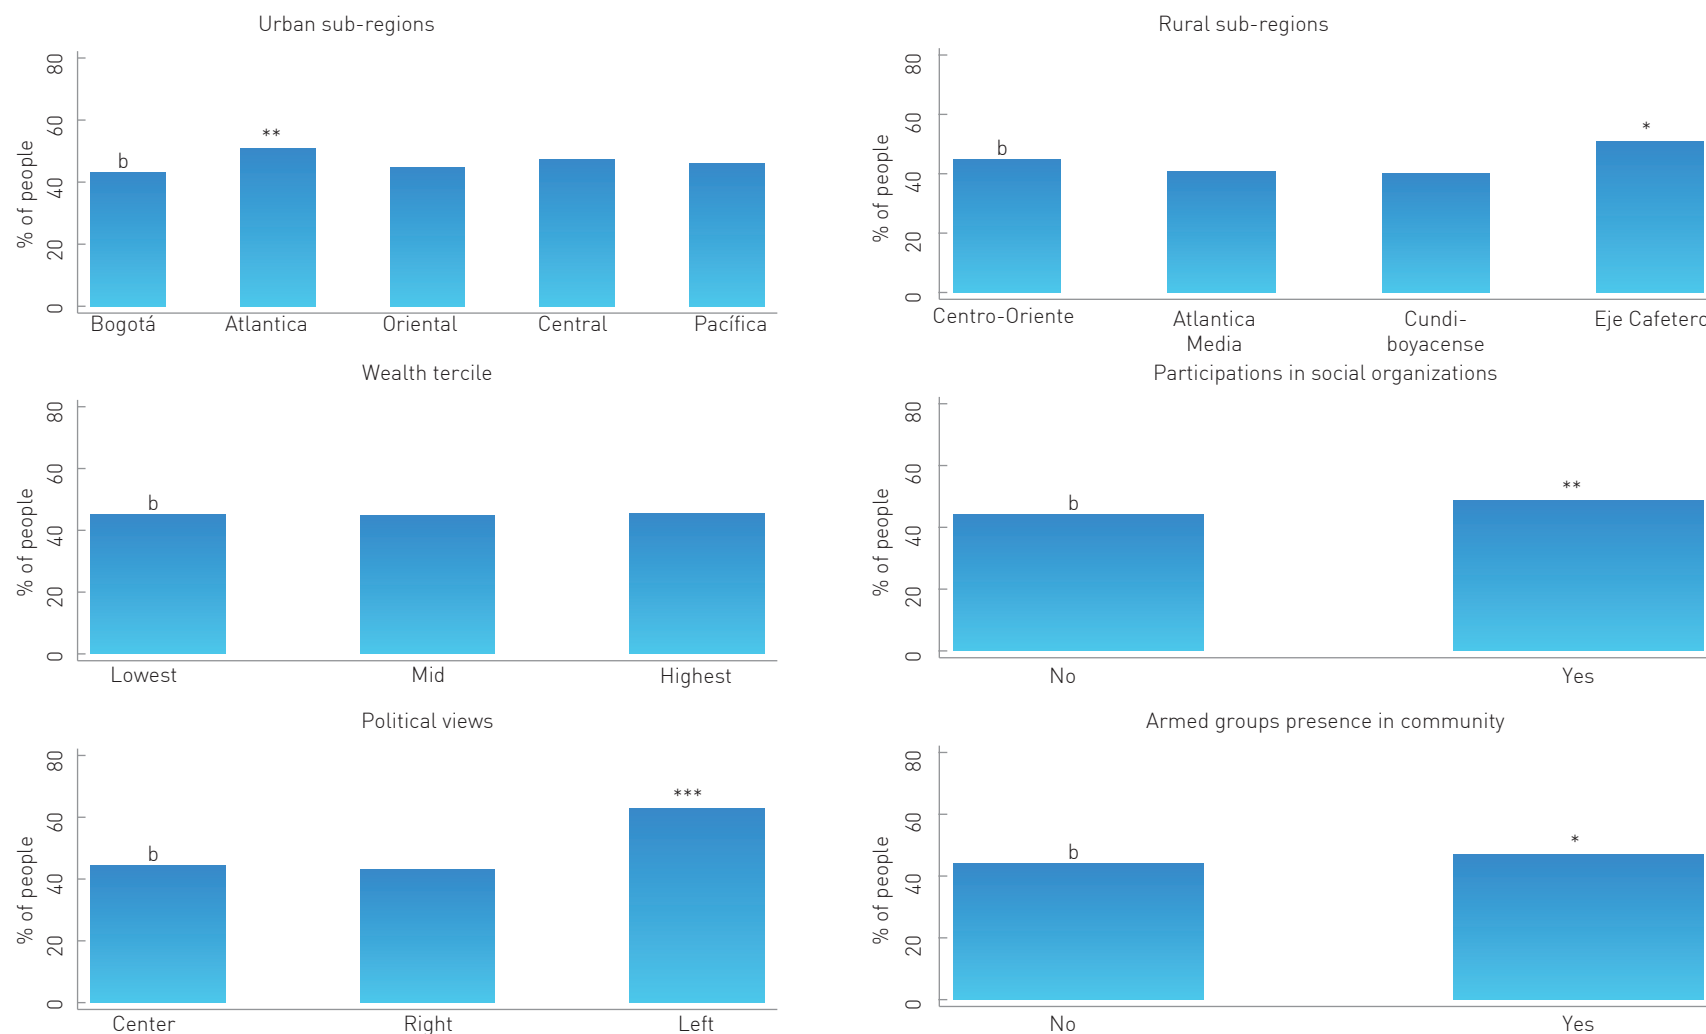 Urban sub-regions
% of people
80
60
40
20
0
b
**
Bogotá Atlantica Oriental Central Pacífica
Rural sub-regions
% of people
80
60
40
20
0
b
*
Centro-Oriente Atlantica Cundi- Eje Cafetero
Media boyacense
Wealth tercile
% of people
80
60
40
20
0
b
Lowest Mid Highest
Participations in social organizations
% of people
80
60
40
20
0
b
**
No Yes
Political views
% of people
80
60
40
20
0
b
***
Center Right Left
Armed groups presence in community
% of people
80
60
40
20
0
b
*
No Yes